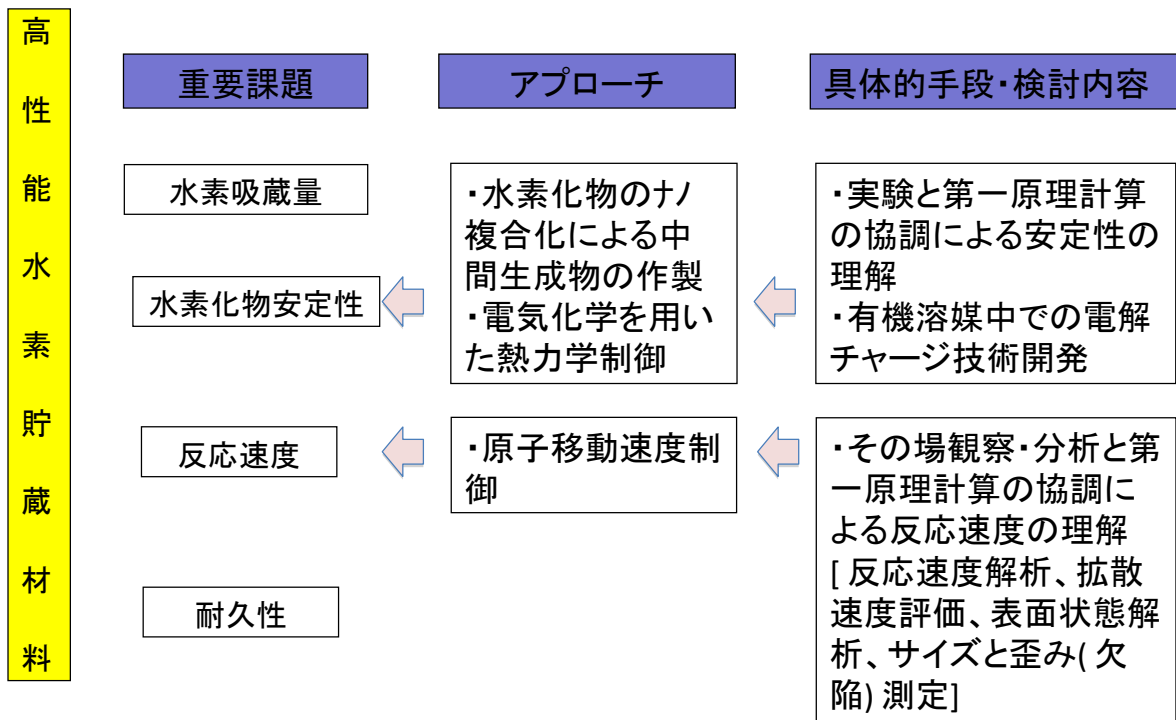 高性能水素貯蔵材料
重要課題
アプローチ
具体的手段・検討内容
水素吸蔵量
水素化物安定性
・水素化物のナノ
複合化による中
間生成物の作製
・電気化学を用い
た熱力学制御
・実験と第一原理計算
の協調による安定性の
理解
・有機溶媒中での電解
チャージ技術開発
反応速度
・原子移動速度制
御
・その場観察・分析と第
一原理計算の協調に
よる反応速度の理解
[ 反応速度解析、拡散
速度評価、表面状態解
析、サイズと歪み( 欠
陥) 測定]
耐久性